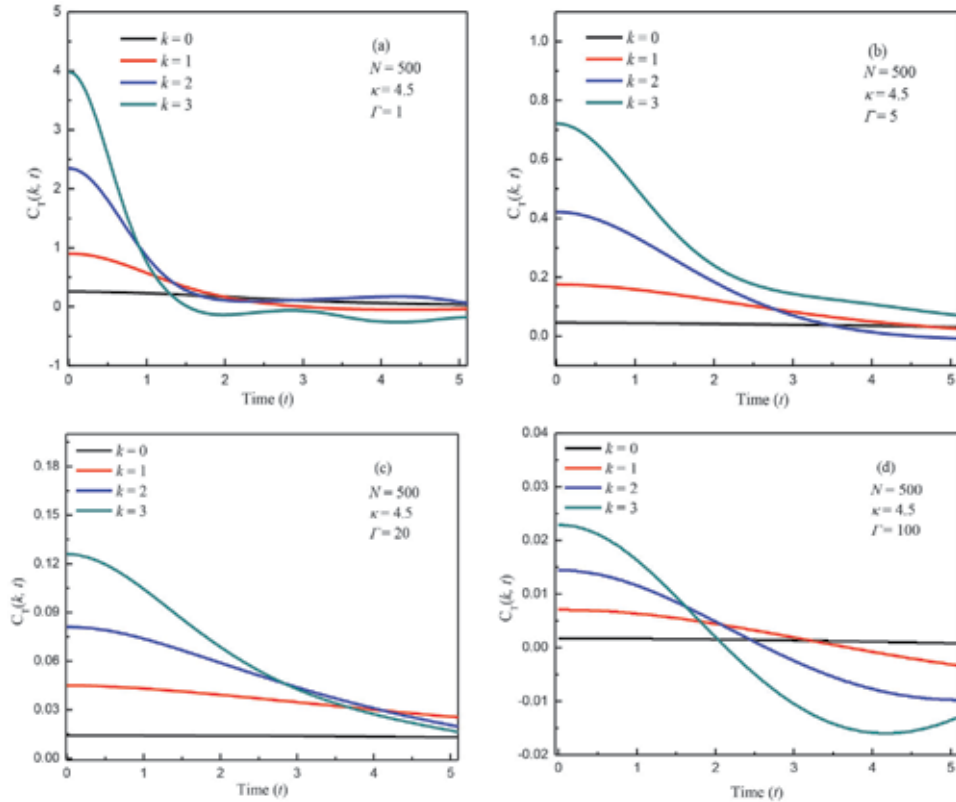 5
4
3
2
1
0
-1
C_T(k, t)
k = 0
k = 1
k = 2
k = 3
(a)
N = 500
κ = 4.5
Γ = 1
0 1 2 3 4 5
Time (t)
1.0
0.8
0.6
0.4
0.2
0.0
C_T(k, t)
k = 0
k = 1
k = 2
k = 3
(b)
N = 500
κ = 4.5
Γ = 5
0 1 2 3 4 5
Time (t)
0.18
0.15
0.12
0.09
0.06
0.03
0.00
C_T(k, t)
k = 0
k = 1
k = 2
k = 3
(c)
N = 500
κ = 4.5
Γ = 20
0 1 2 3 4 5
Time (t)
0.04
0.03
0.02
0.01
0.00
-0.01
-0.02
C_T(k, t)
k = 0
k = 1
k = 2
k = 3
(d)
N = 500
κ = 4.5
Γ = 100
0 1 2 3 4 5
Time (t)